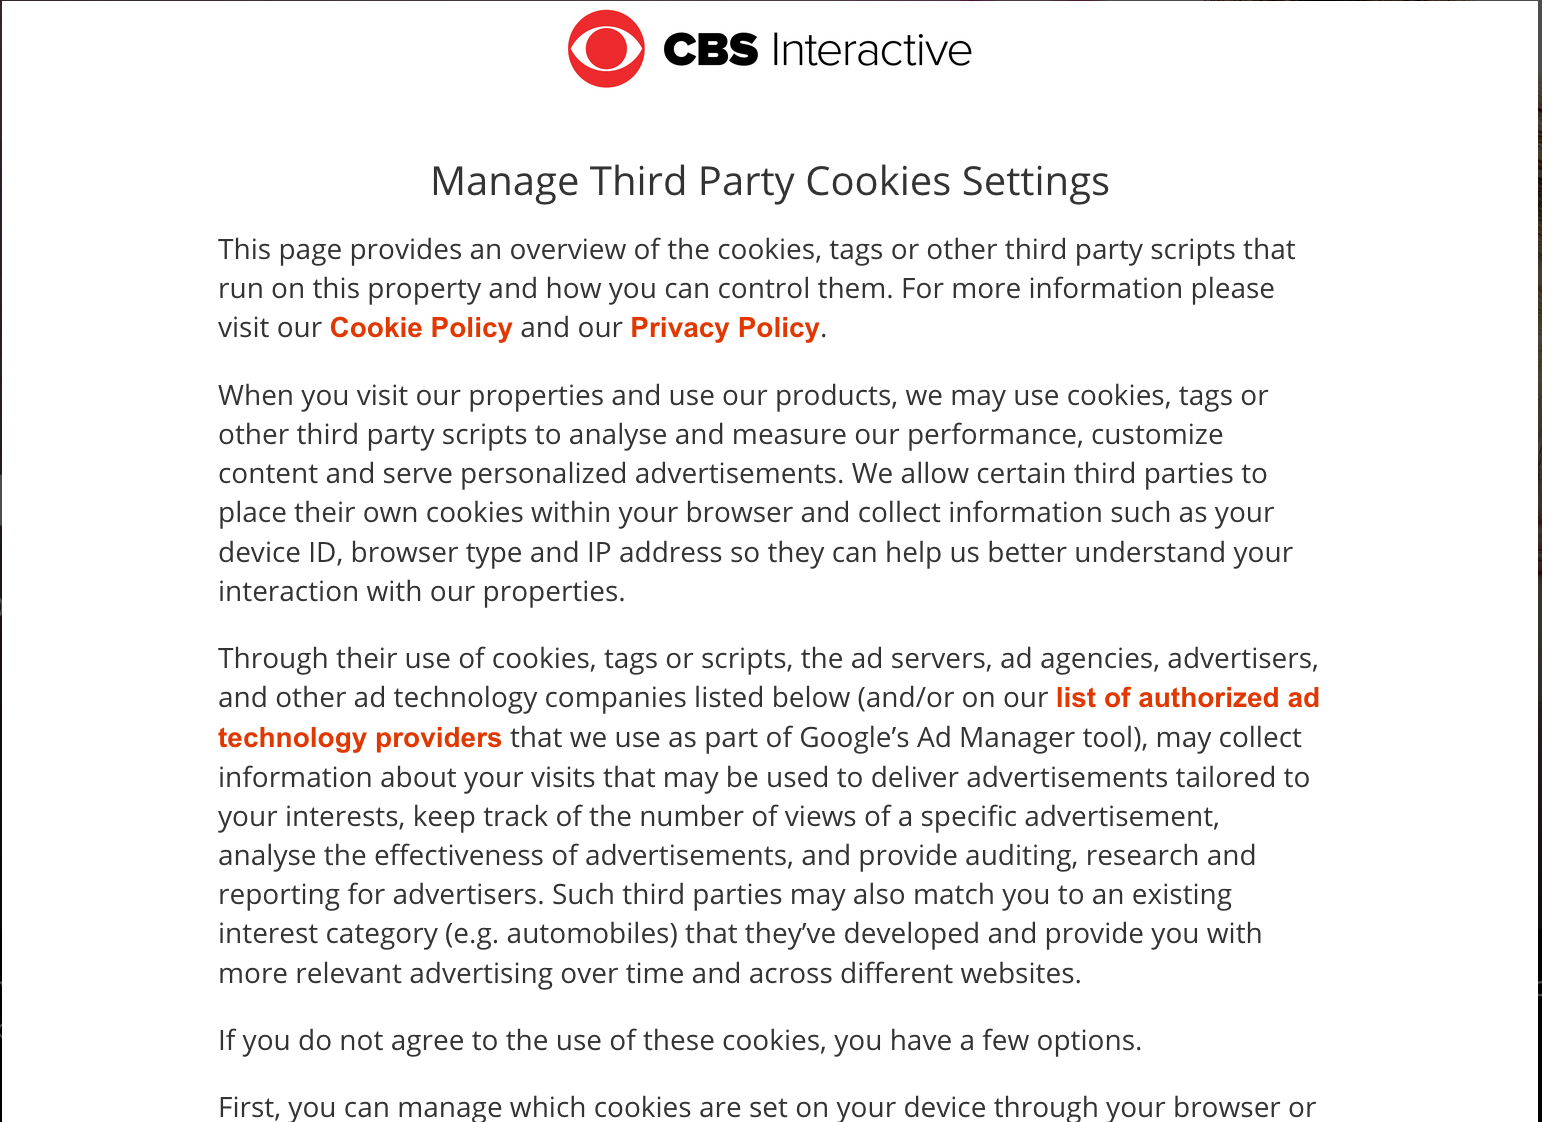 CBS Interactive
Manage Third Party Cookies Settings
This page provides an overview of the cookies, tags or other third party scripts that
run on this property and how you can control them. For more information please
visit our Cookie Policy and our Privacy Policy.
When you visit our properties and use our products, we may use cookies, tags or
other third party scripts to analyse and measure our performance, customize
content and serve personalized advertisements. We allow certain third parties to
place their own cookies within your browser and collect information such as your
device ID, browser type and IP address so they can help us better understand your
interaction with our properties.
Through their use of cookies, tags or scripts, the ad servers, ad agencies, advertisers,
and other ad technology companies listed below (and/or on our list of authorized ad
technology providers that we use as part of Google’s Ad Manager tool), may collect
information about your visits that may be used to deliver advertisements tailored to
your interests, keep track of the number of views of a specific advertisement,
analyse the effectiveness of advertisements, and provide auditing, research and
reporting for advertisers. Such third parties may also match you to an existing
interest category (e.g. automobiles) that they’ve developed and provide you with
more relevant advertising over time and across different websites.
If you do not agree to the use of these cookies, you have a few options.
First, you can manage which cookies are set on your device through your browser or